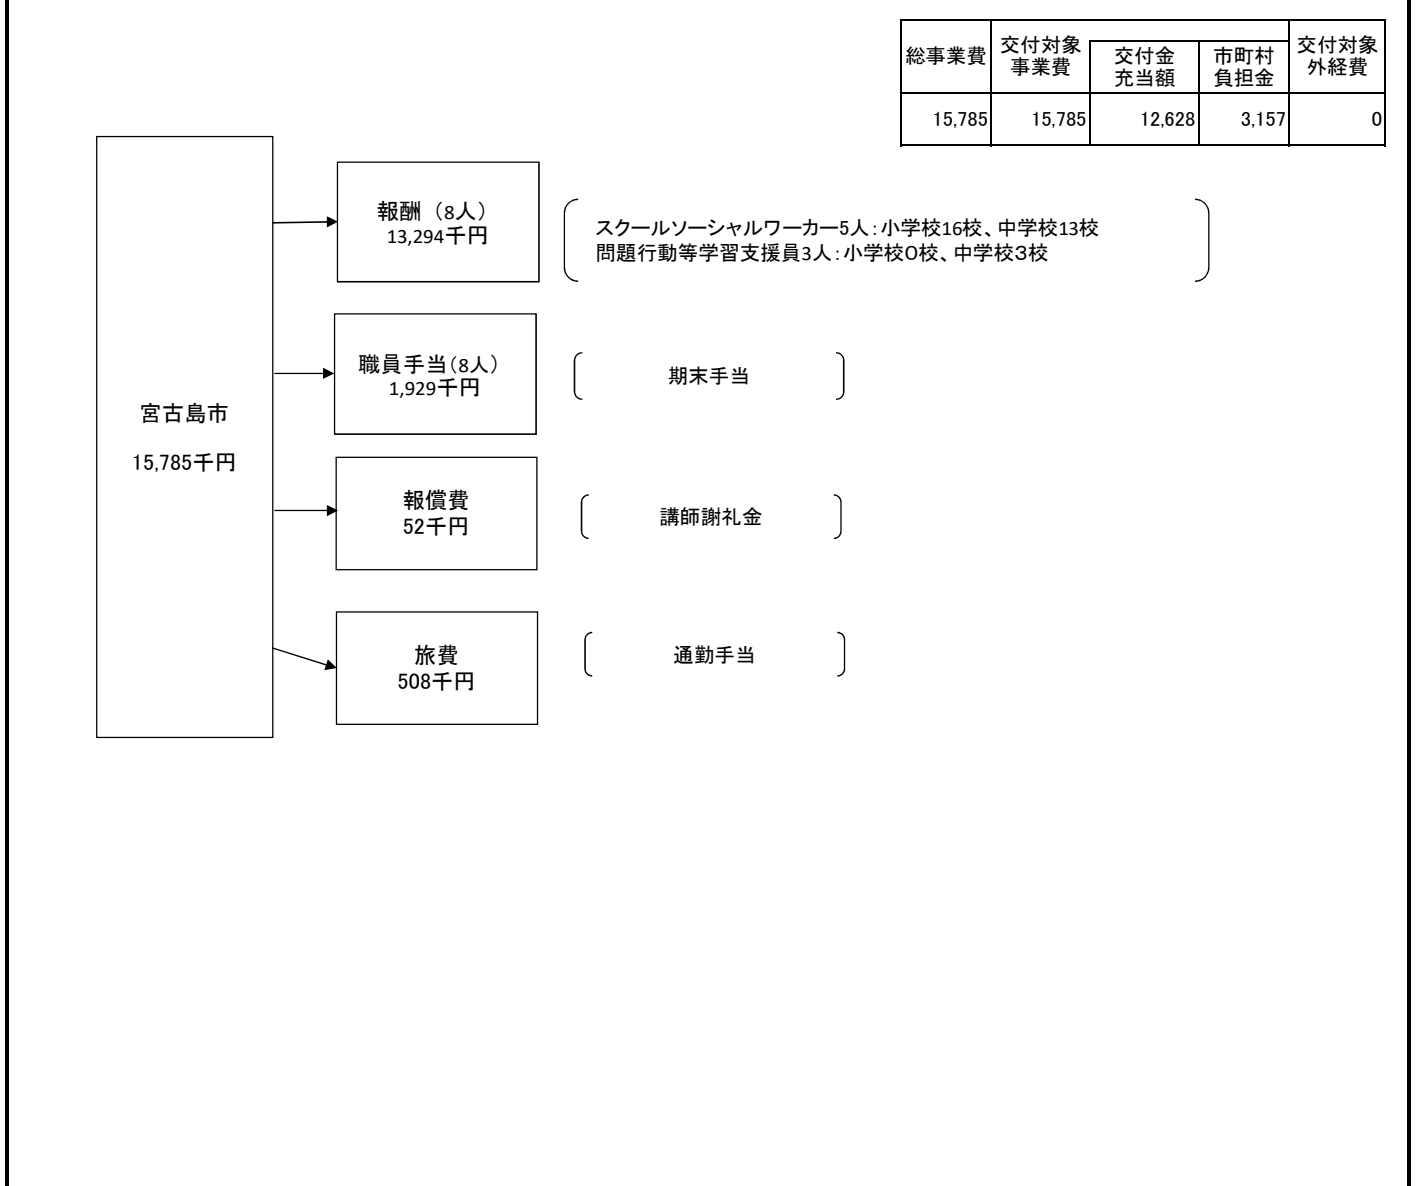 総事業費
交付対象
事業費
交付金
充当額
市町村
負担金
交付対象
外経費
15,785
15,785
12,628
3,157
0
宮古島市
15,785千円
報酬（8人）
13,294千円
スクールソーシャルワーカー5人：小学校16校、中学校13校
問題行動等学習支援員3人：小学校0校、中学校3校
職員手当（8人）
1,929千円
期末手当
報償費
52千円
講師謝礼金
旅費
508千円
通勤手当